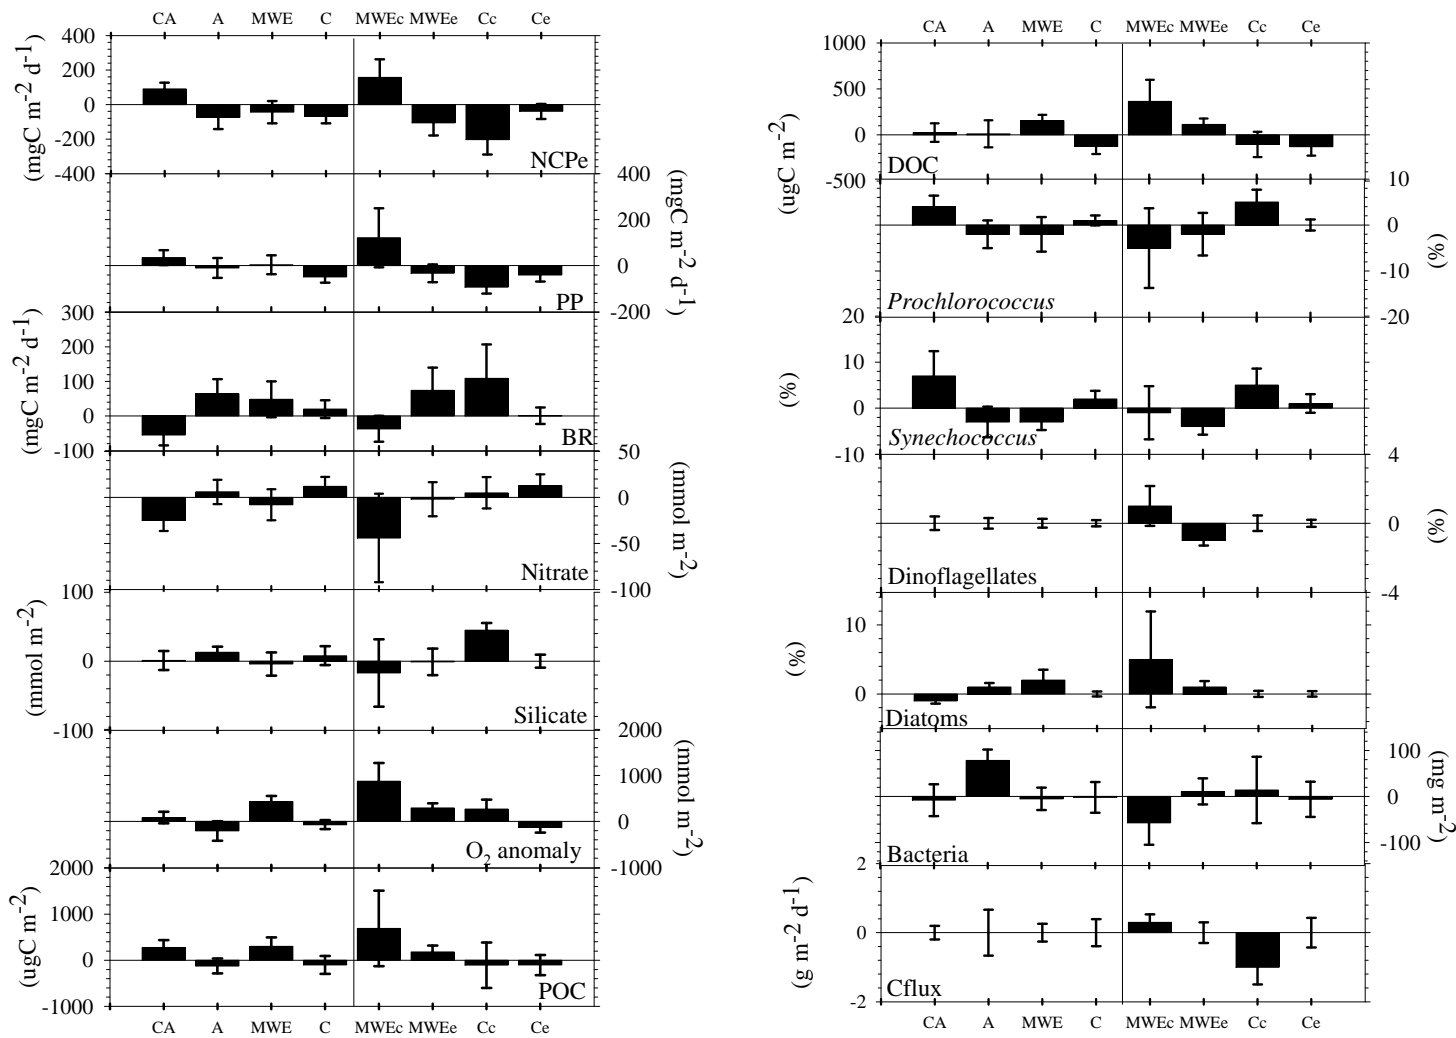 CA A MWE C MWEc MWEe Cc Ce
400
200
0
-200
-400
(mgC m-2 d-1)
NCPe
400
200
0
-200
(mgC m-2 d-1)
PP
300
200
100
0
-100
(mgC m-2 d-1)
BR
50
0
-50
-100
(mmol m-2)
Nitrate
100
0
-100
(mmol m-2)
Silicate
2000
1000
0
-1000
(mmol m-2)
O2 anomaly
2000
1000
0
-1000
(ugC m-2)
POC
CA A MWE C MWEc MWEe Cc Ce
CA A MWE C MWEc MWEe Cc Ce
1000
500
0
-500
(ugC m-2)
DOC
10
0
-10
-20
(%)
Prochlorococcus
20
10
0
-10
(%)
Synechococcus
4
0
-4
(%)
Dinoflagellates
10
0
(%)
Diatoms
100
0
-100
(mg m-2)
Bacteria
2
0
-2
(g m-2 d-1)
Cflux
CA A MWE C MWEc MWEe Cc Ce